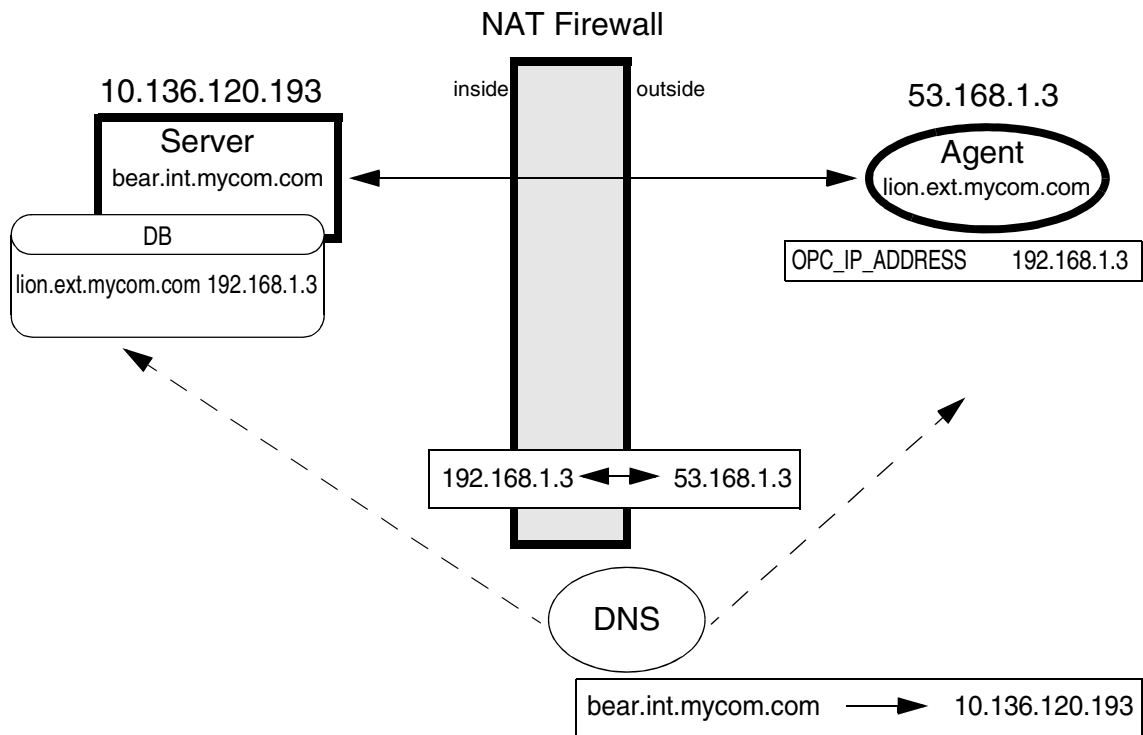 NAT Firewall
10.136.120.193
inside
outside
53.168.1.3
Server
bear.int.mycom.com
Agent
lion.ext.mycom.com
DB
lion.ext.mycom.com 192.168.1.3
OPC_IP_ADDRESS 192.168.1.3
192.168.1.3 53.168.1.3
DNS
bear.int.mycom.com 10.136.120.193